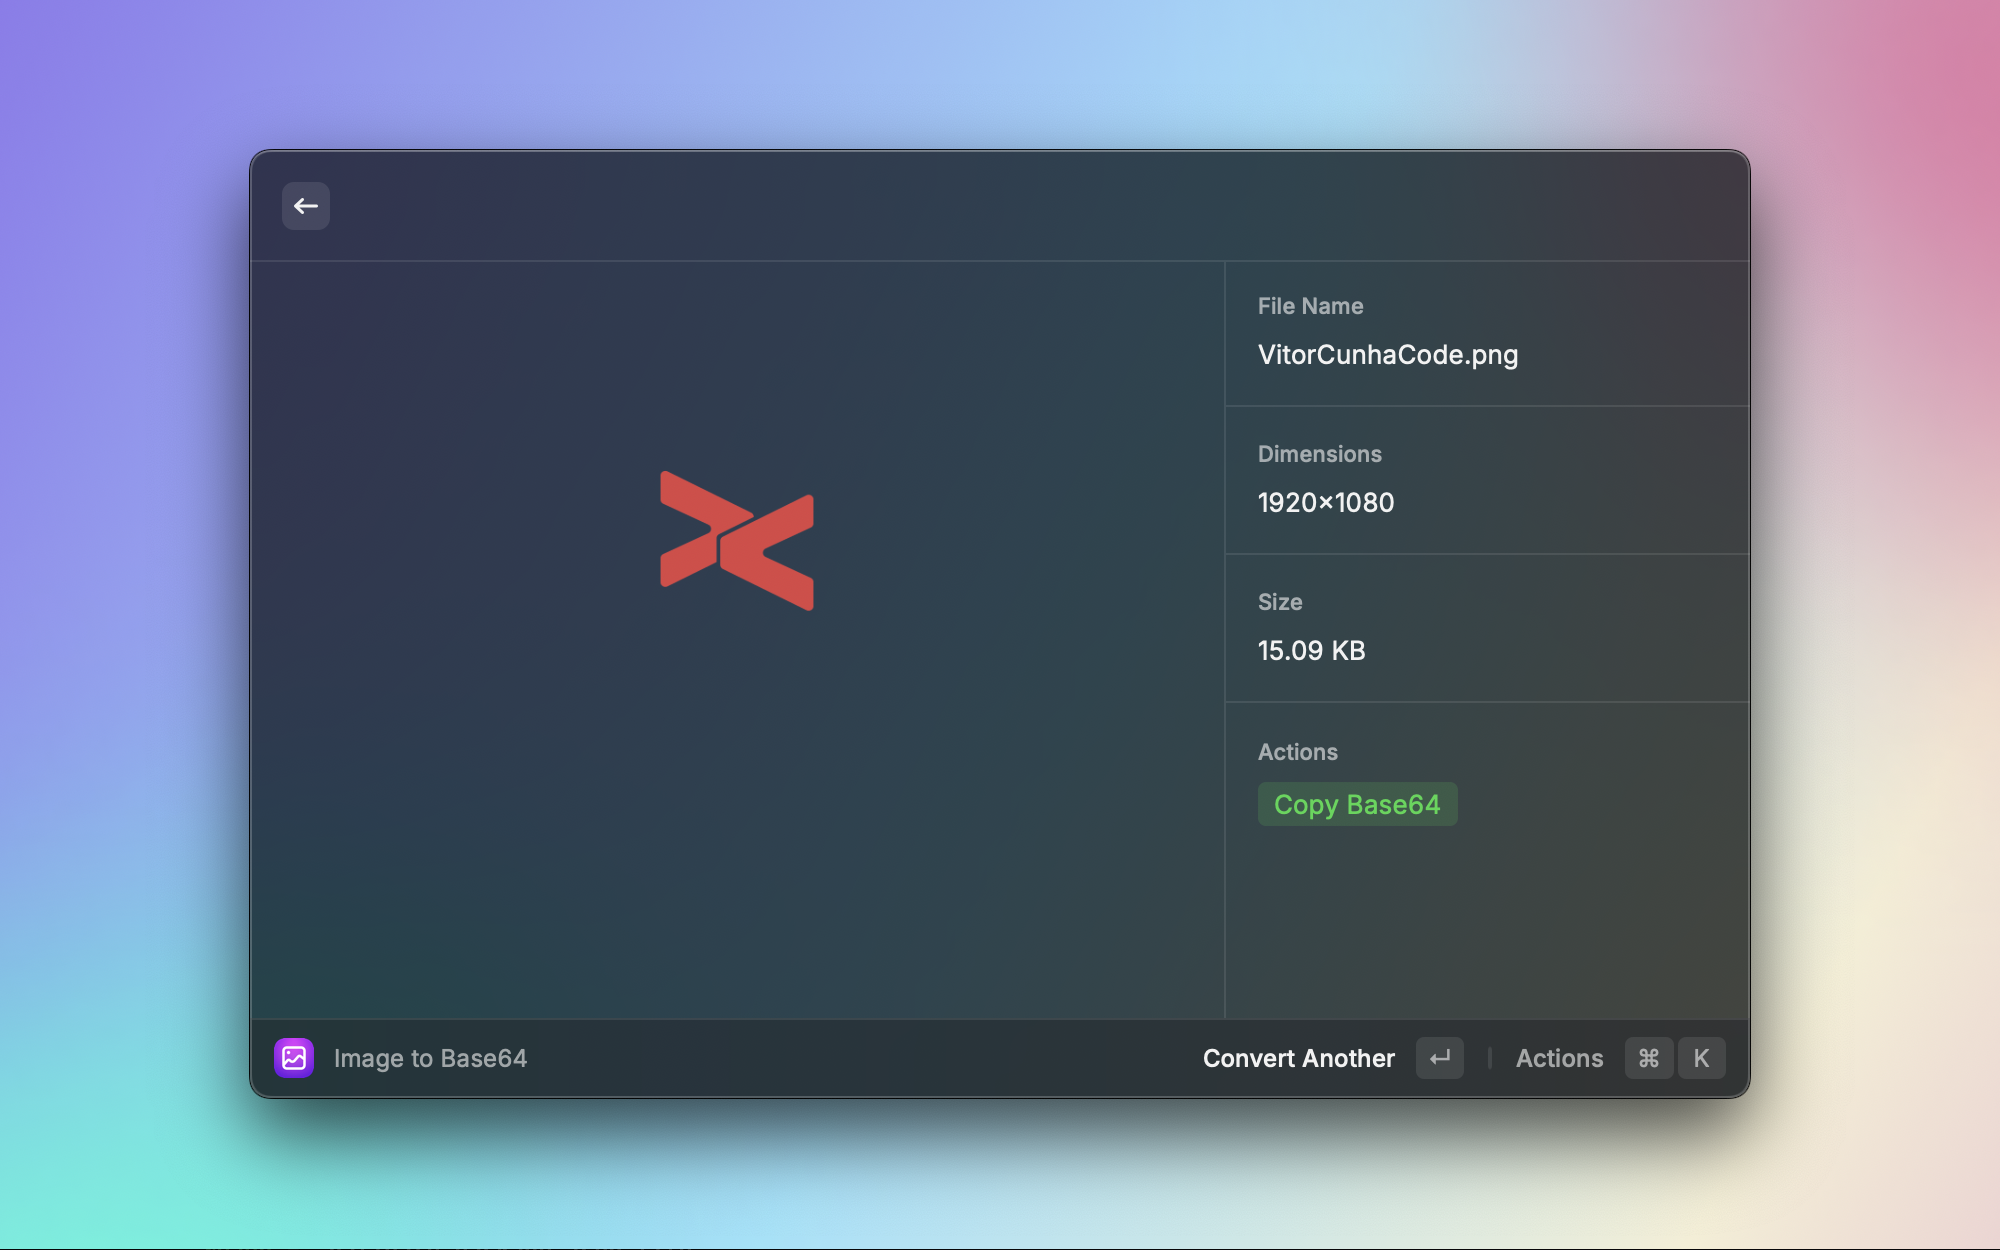 File Name
VitorCunhaCode.png
Dimensions
1920×1080
Size
15.09 KB
Actions
Copy Base64
Image to Base64
Convert Another
Actions ⌘ K